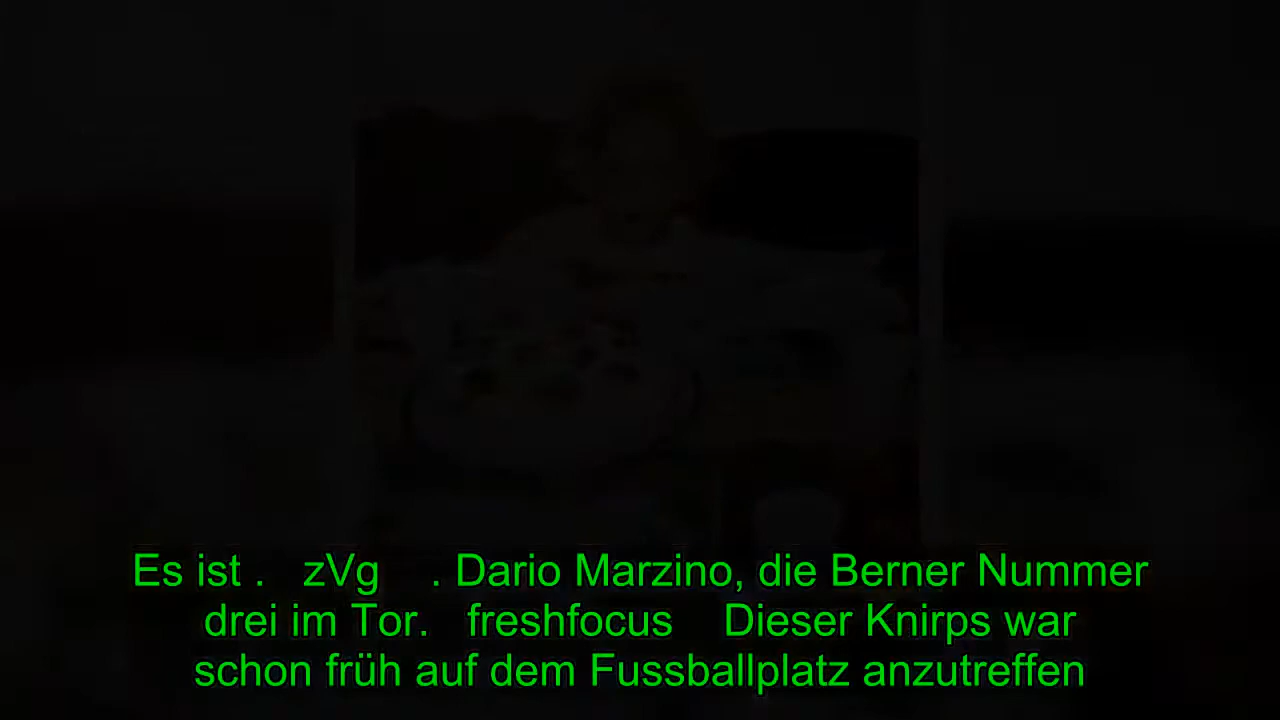 Es ist .   zVg    . Dario Marzino, die Berner Nummer
drei im Tor.   freshfocus    Dieser Knirps war
schon früh auf dem Fussballplatz anzutreffen